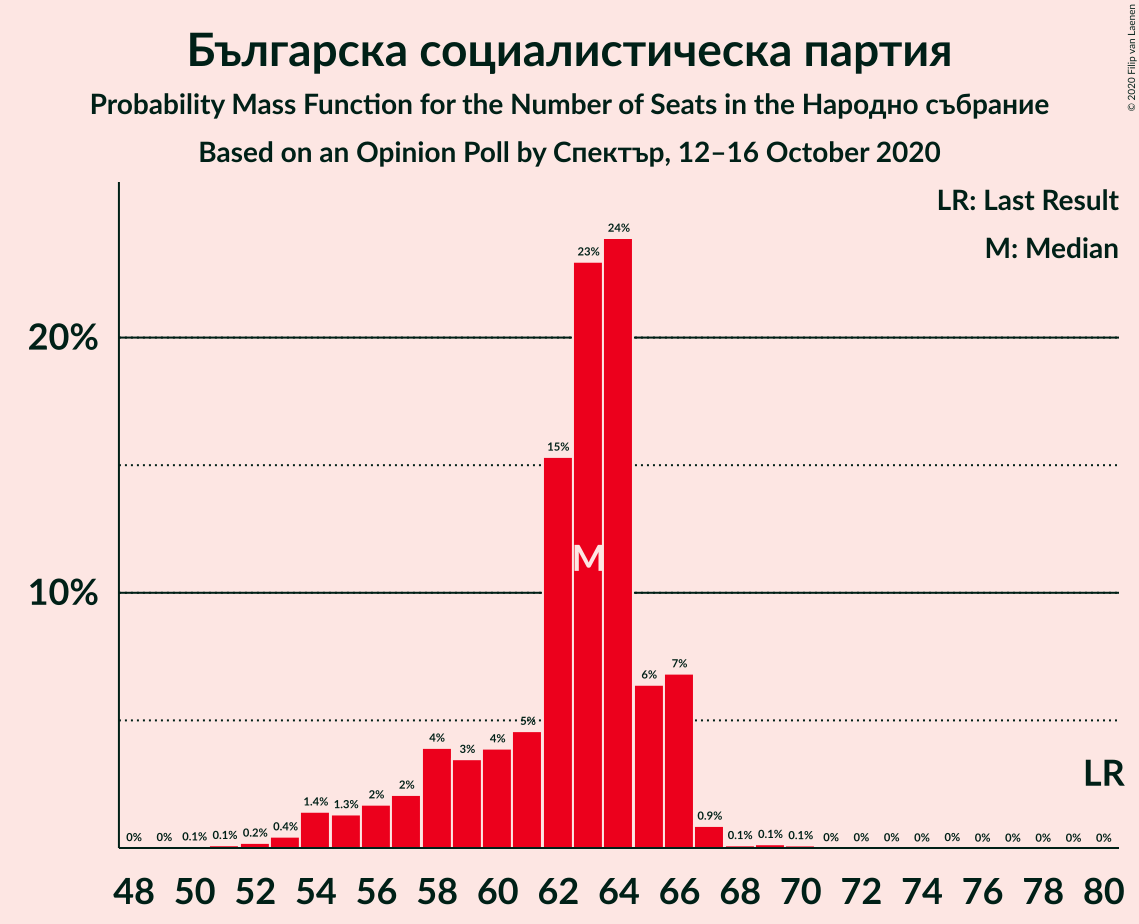 Българска социалистическа партия
Probability Mass Function for the Number of Seats in the Народно събрание
Based on an Opinion Poll by Спектър, 12–16 October 2020
© 2020 Filip van Laenen
LR: Last Result
M: Median
20%
10%
0% 0% 0.1% 0.1% 0.2% 0.4% 1.4% 1.3% 2% 2% 4% 3% 4% 5% 15% 23% 24% 6% 7% 0.9% 0.1% 0.1% 0.1% 0% 0% 0% 0% 0% 0% 0% 0% 0% 0%
M
LR
48 50 52 54 56 58 60 62 64 66 68 70 72 74 76 78 80